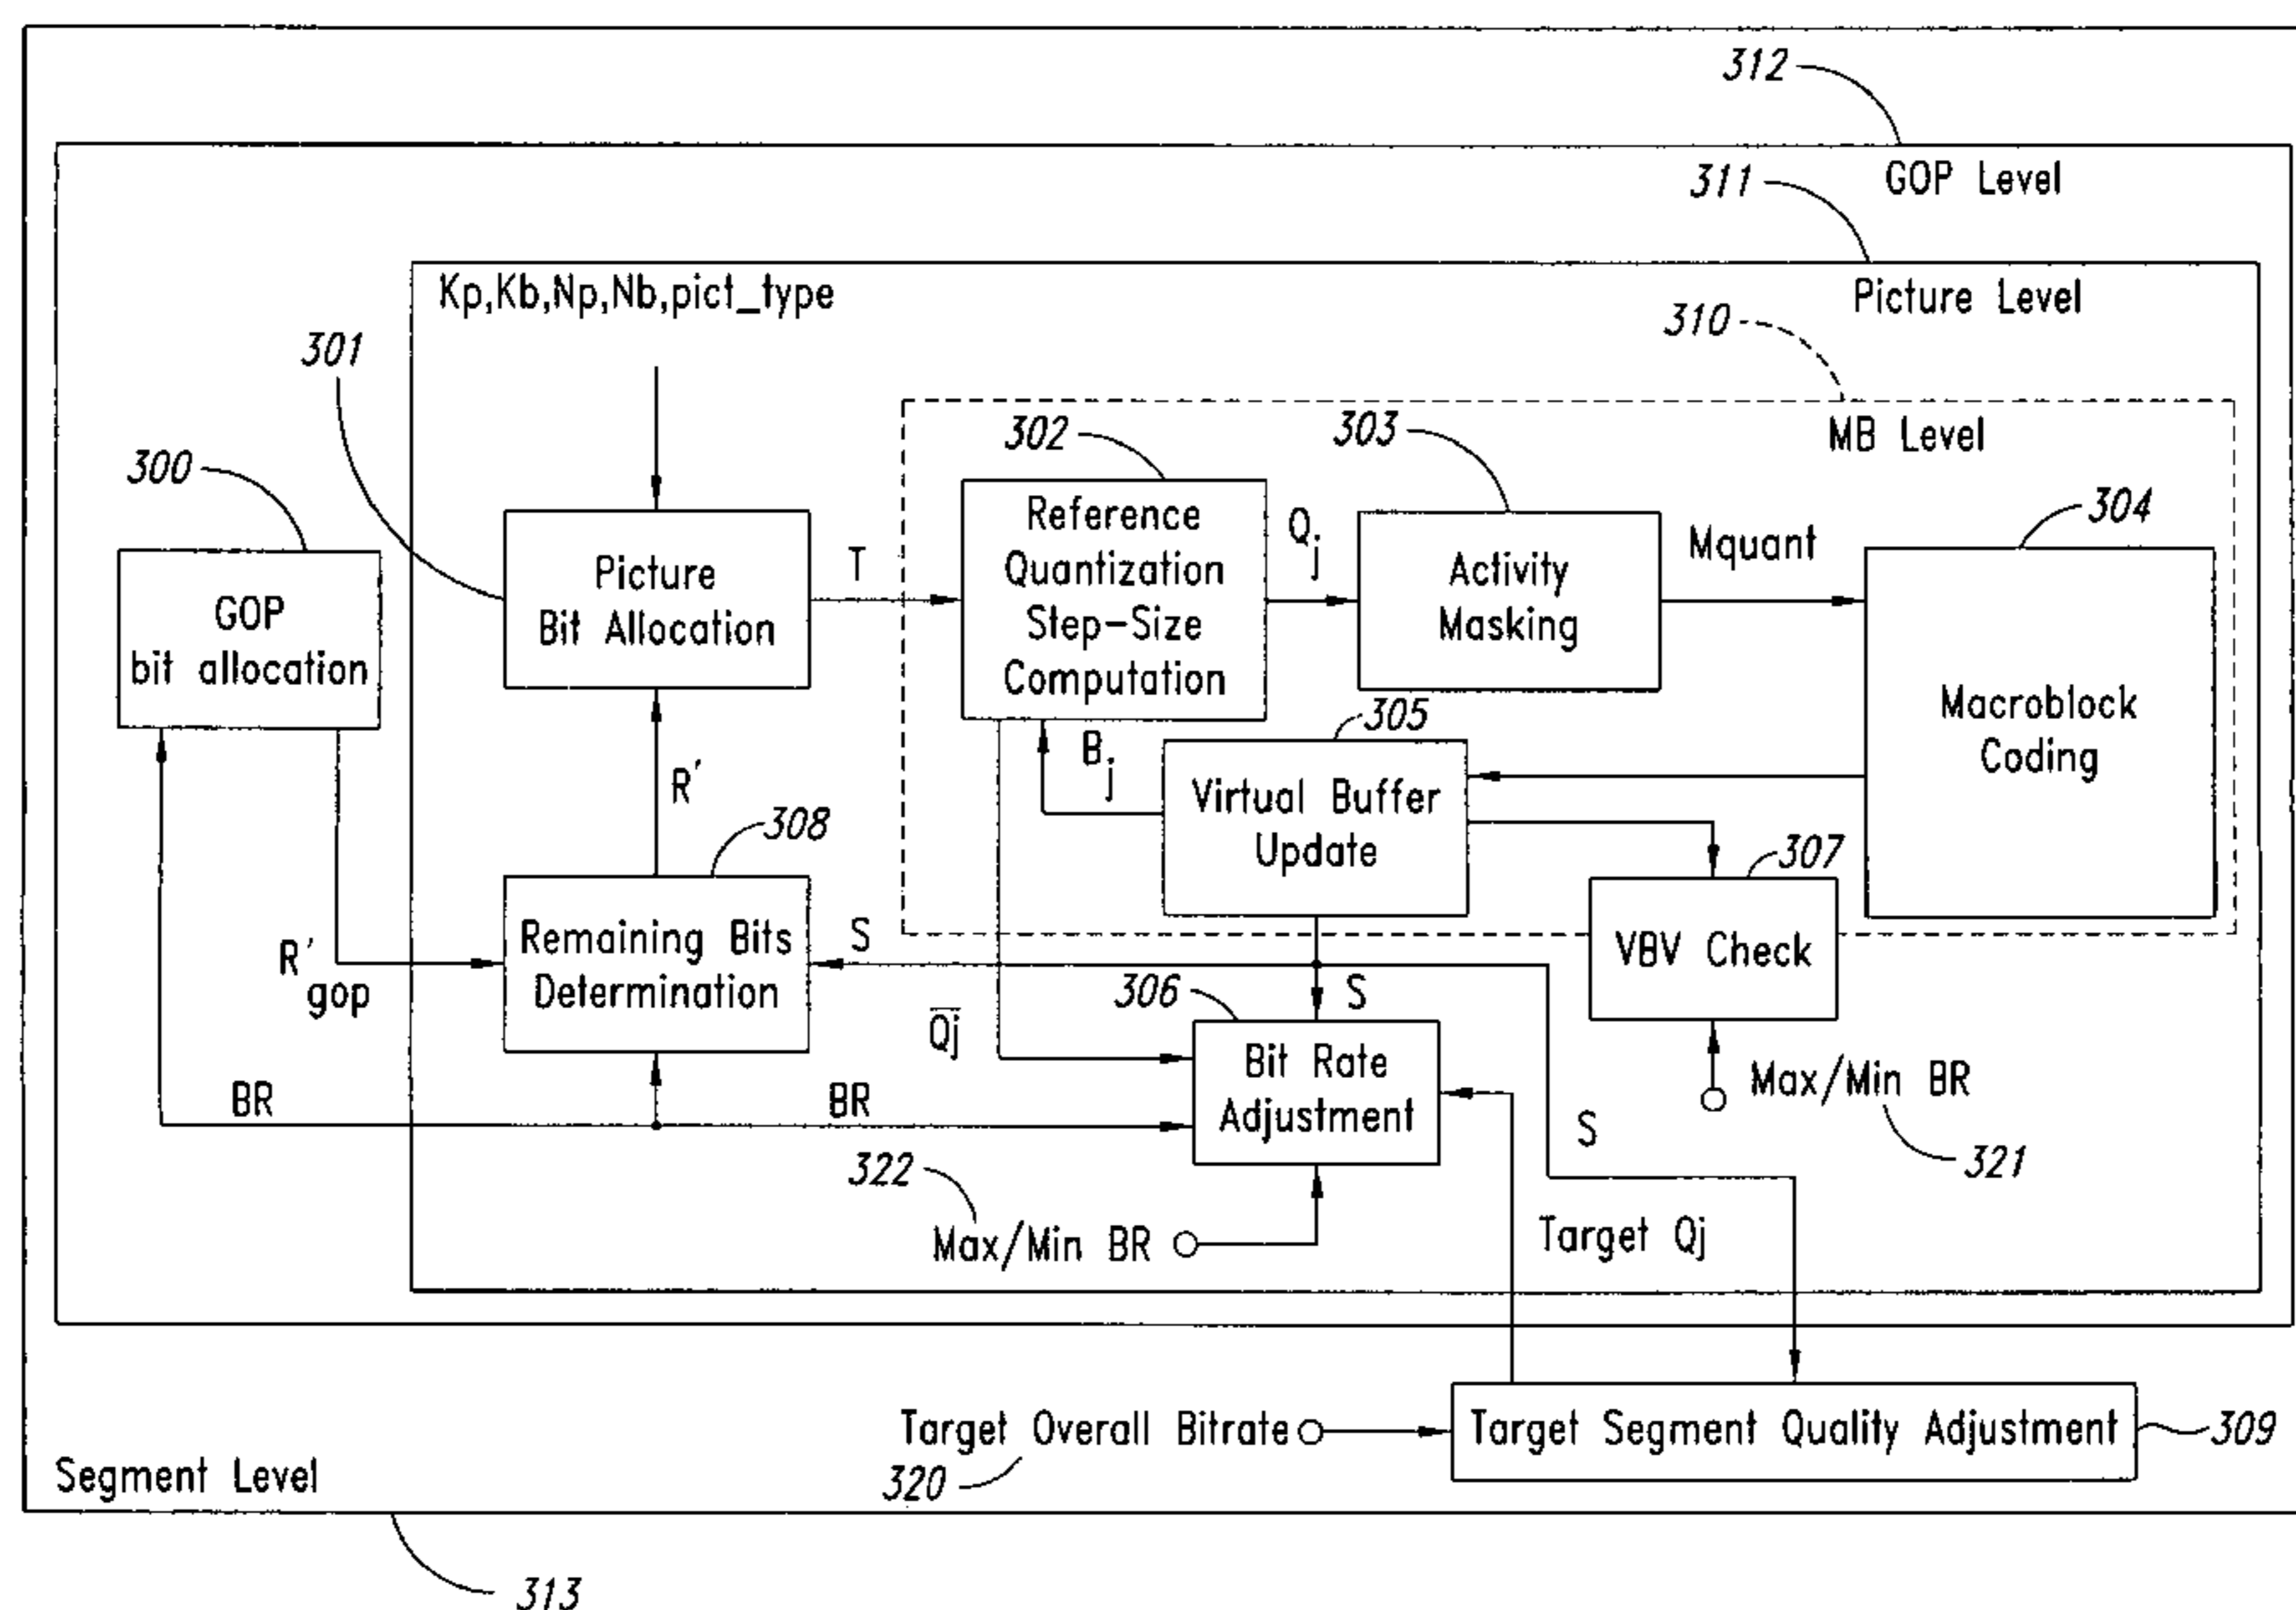 312
GOP Level
311
Kp,Kb,Np,Nb,pict_type
Picture Level
310
301
MB Level
302
303
300
304
Reference
Quantization
Step-Size
Computation
Qj
Activity
Masking
Mquant
Picture
Bit Allocation
T
GOP
bit allocation
Macroblock
Coding
305
Bj
Virtual Buffer
Update
R'
308
307
Remaining Bits
Determination
S
VBV Check
R'gop
306
S
Q̅j
Bit Rate
Adjustment
Max/Min BR
BR
BR
S
321
322
Max/Min BR
Target Qj
Target Overall Bitrate
320
Target Segment Quality Adjustment
309
Segment Level
313